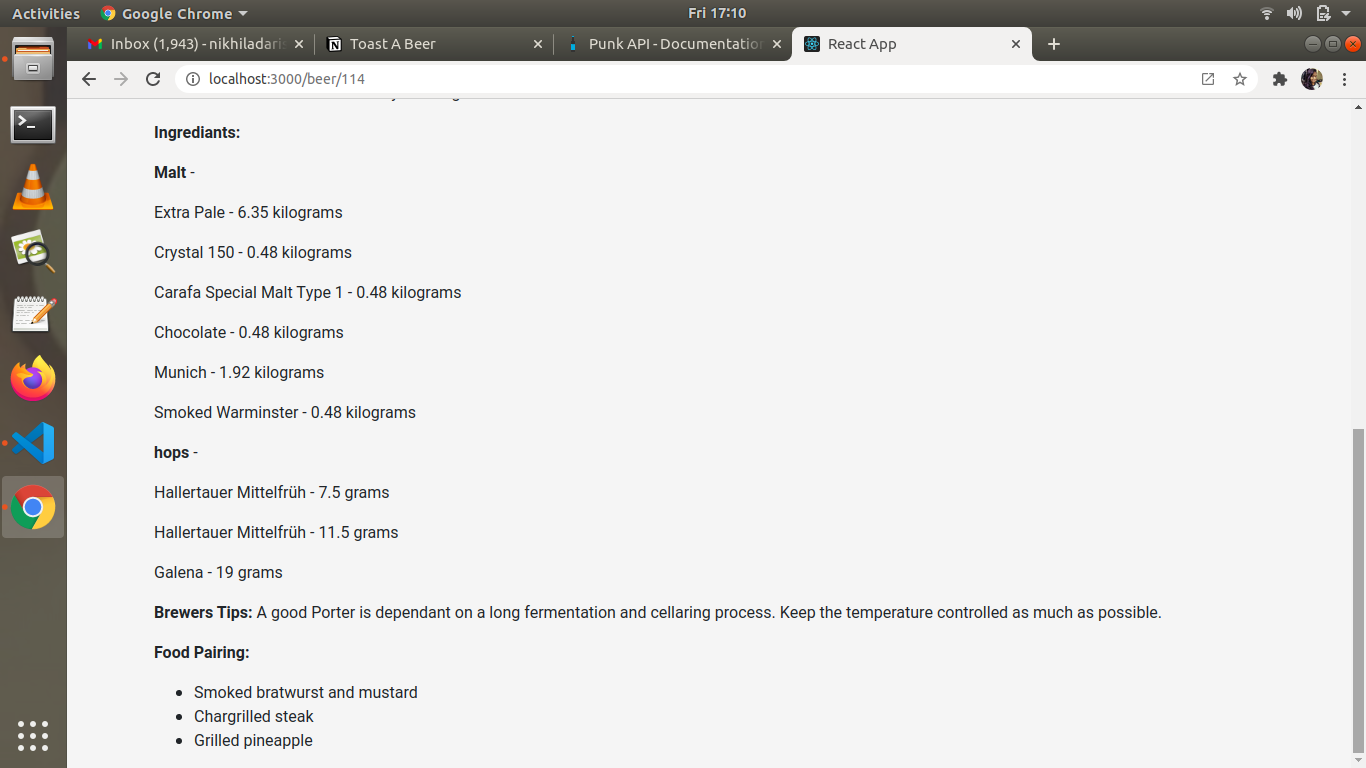 Activities
Google Chrome
Fri 17:10
Inbox (1,943) - nikhiladaris
Toast A Beer
Punk API - Documentation
React App
localhost:3000/beer/114
Ingrediants:
Malt -
Extra Pale - 6.35 kilograms
Crystal 150 - 0.48 kilograms
Carafa Special Malt Type 1 - 0.48 kilograms
Chocolate - 0.48 kilograms
Munich - 1.92 kilograms
Smoked Warminster - 0.48 kilograms
hops -
Hallertauer Mittelfrüh - 7.5 grams
Hallertauer Mittelfrüh - 11.5 grams
Galena - 19 grams
Brewers Tips: A good Porter is dependant on a long fermentation and cellaring process. Keep the temperature controlled as much as possible.
Food Pairing:
Smoked bratwurst and mustard
Chargrilled steak
Grilled pineapple